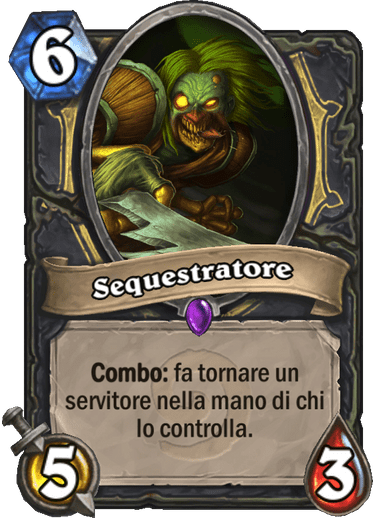 6
Sequestratore
Combo: fa tornare un
servitore nella mano di chi
lo controlla.
5
3